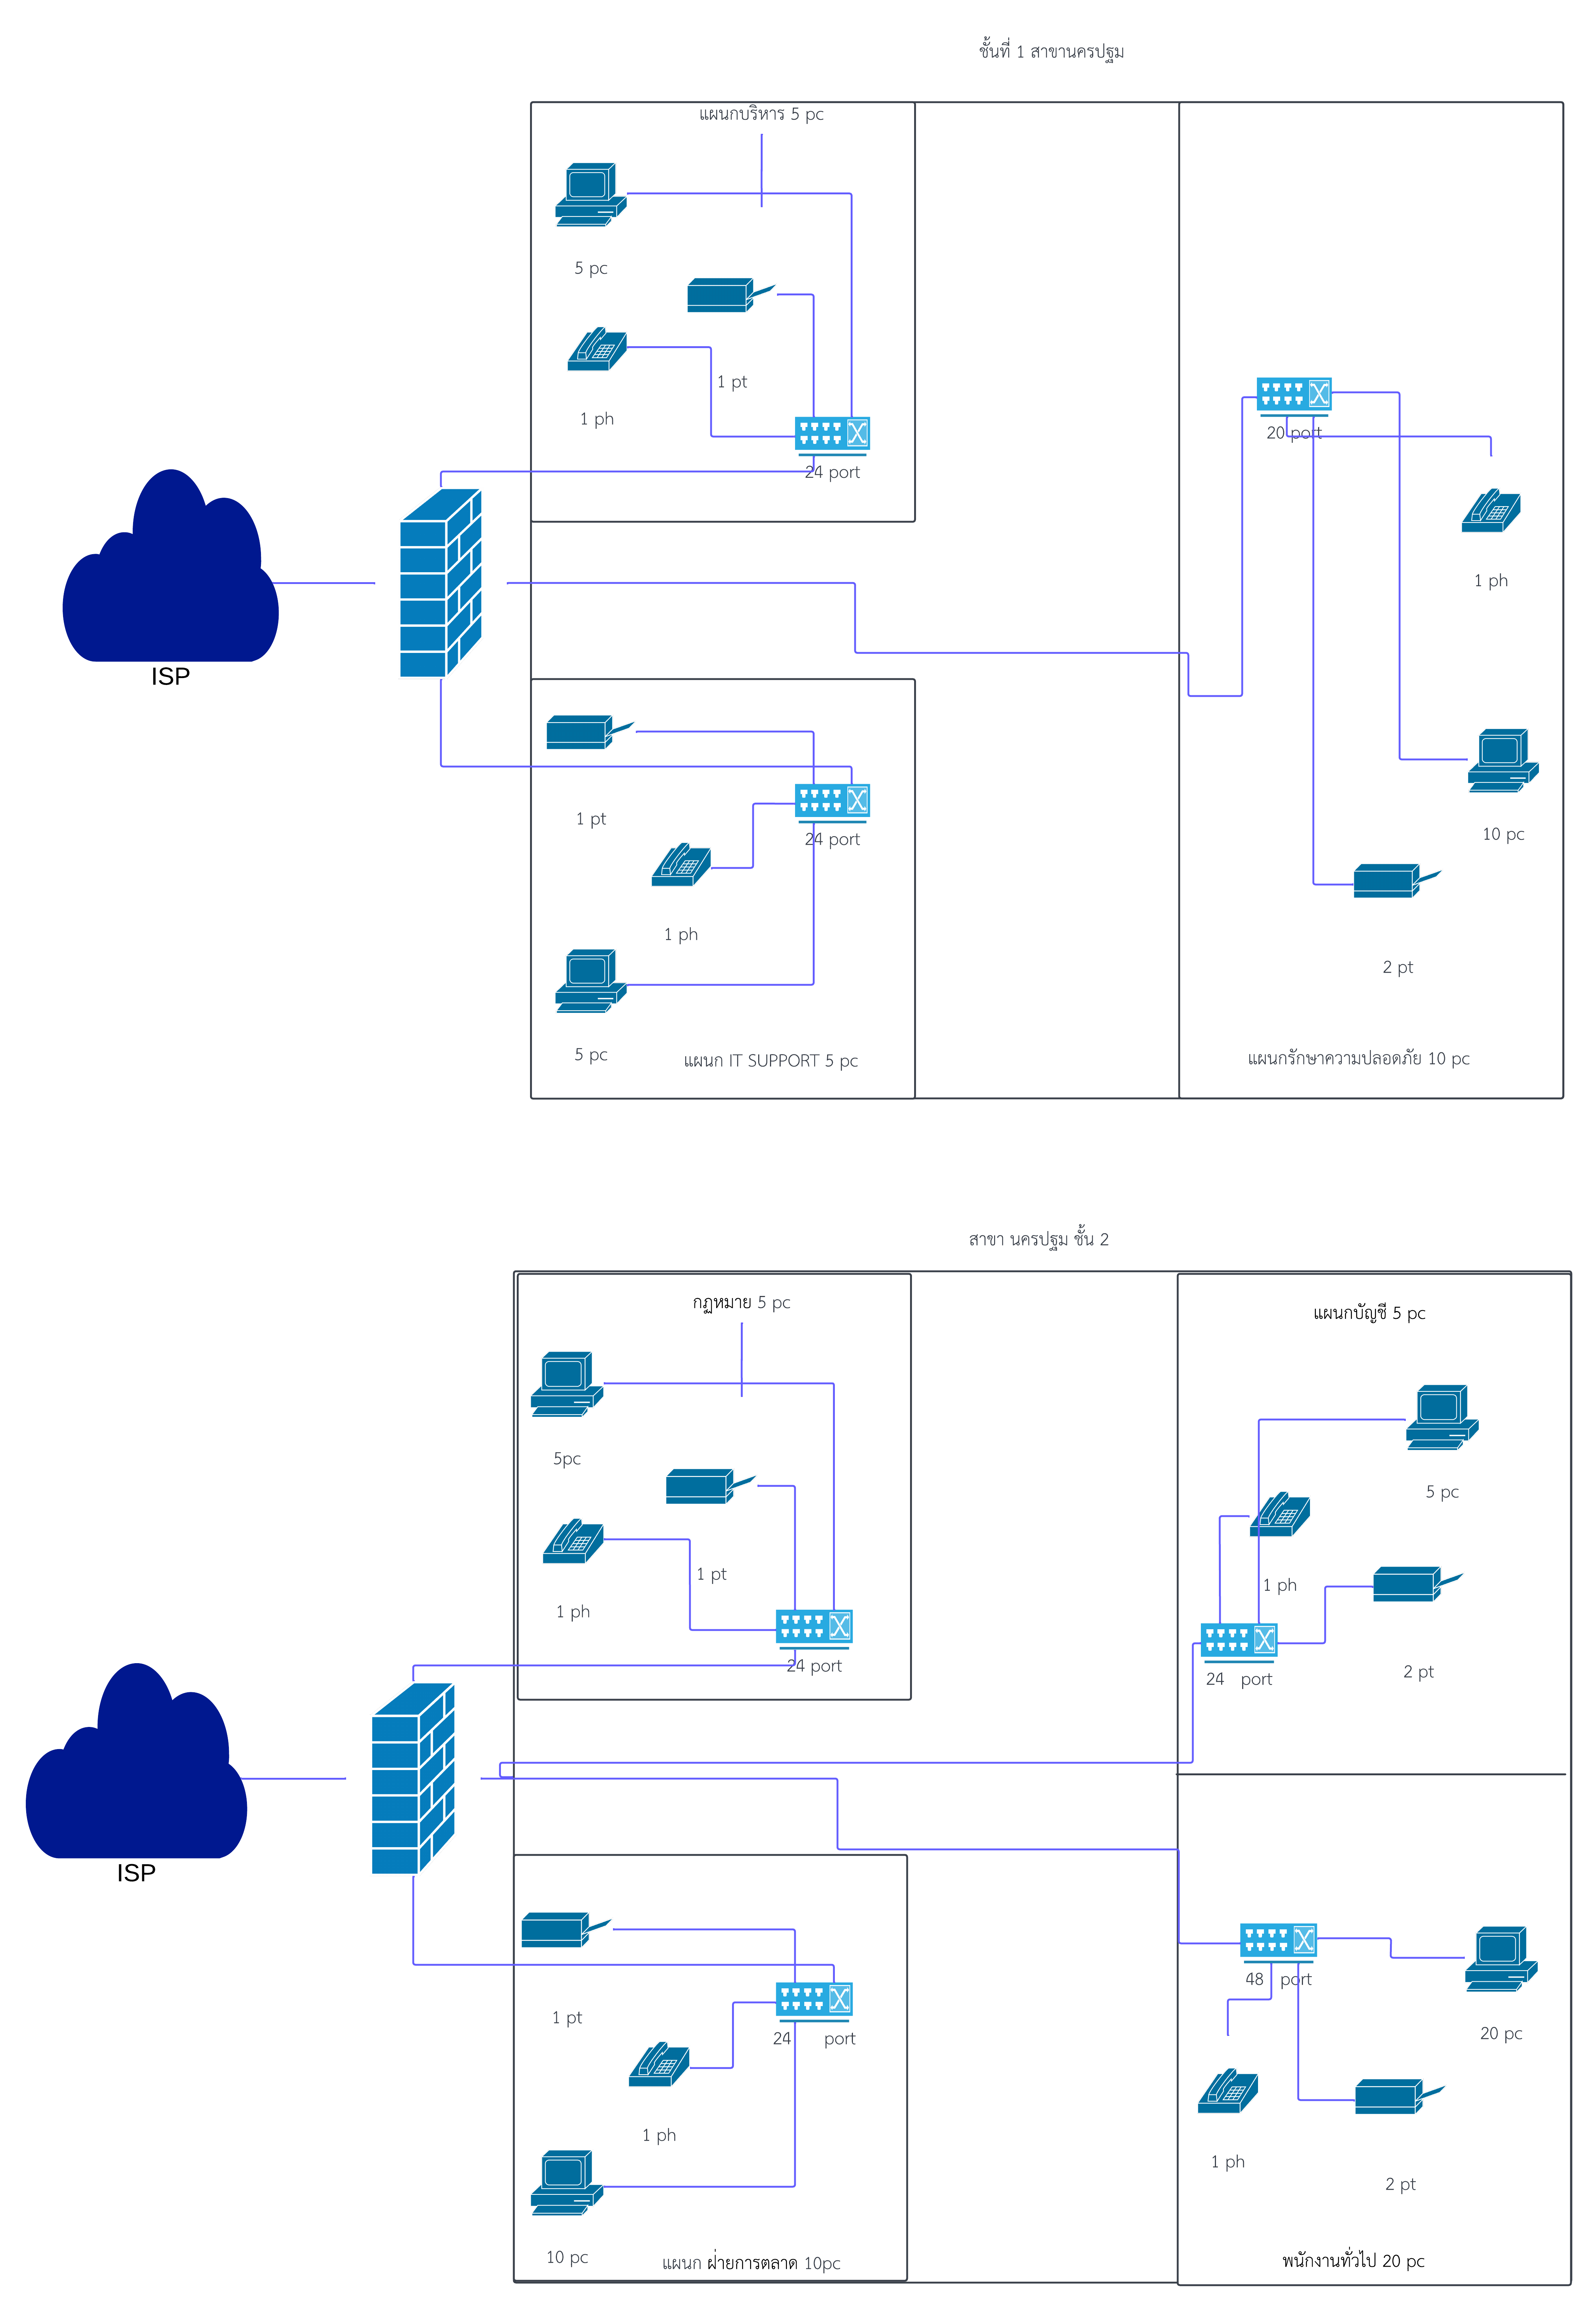 ชั้นที่ 1 สาขานครปฐม
แผนกบริหาร 5 pc
5 pc
1 pt
1 ph
24 port
20 port
1 ph
ISP
1 pt
24 port
10 pc
1 ph
2 pt
5 pc
แผนก IT SUPPORT 5 pc
แผนกรักษาความปลอดภัย 10 pc
สาขา นครปฐม ชั้น 2
กฏหมาย 5 pc
แผนกบัญชี 5 pc
5pc
5 pc
1 pt
1 ph
1 ph
24 port
2 pt
24 port
ISP
48 port
1 pt
24 port
20 pc
1 ph
1 ph
2 pt
10 pc
แผนก ฝ่ายการตลาด 10pc
พนักงานทั่วไป 20 pc